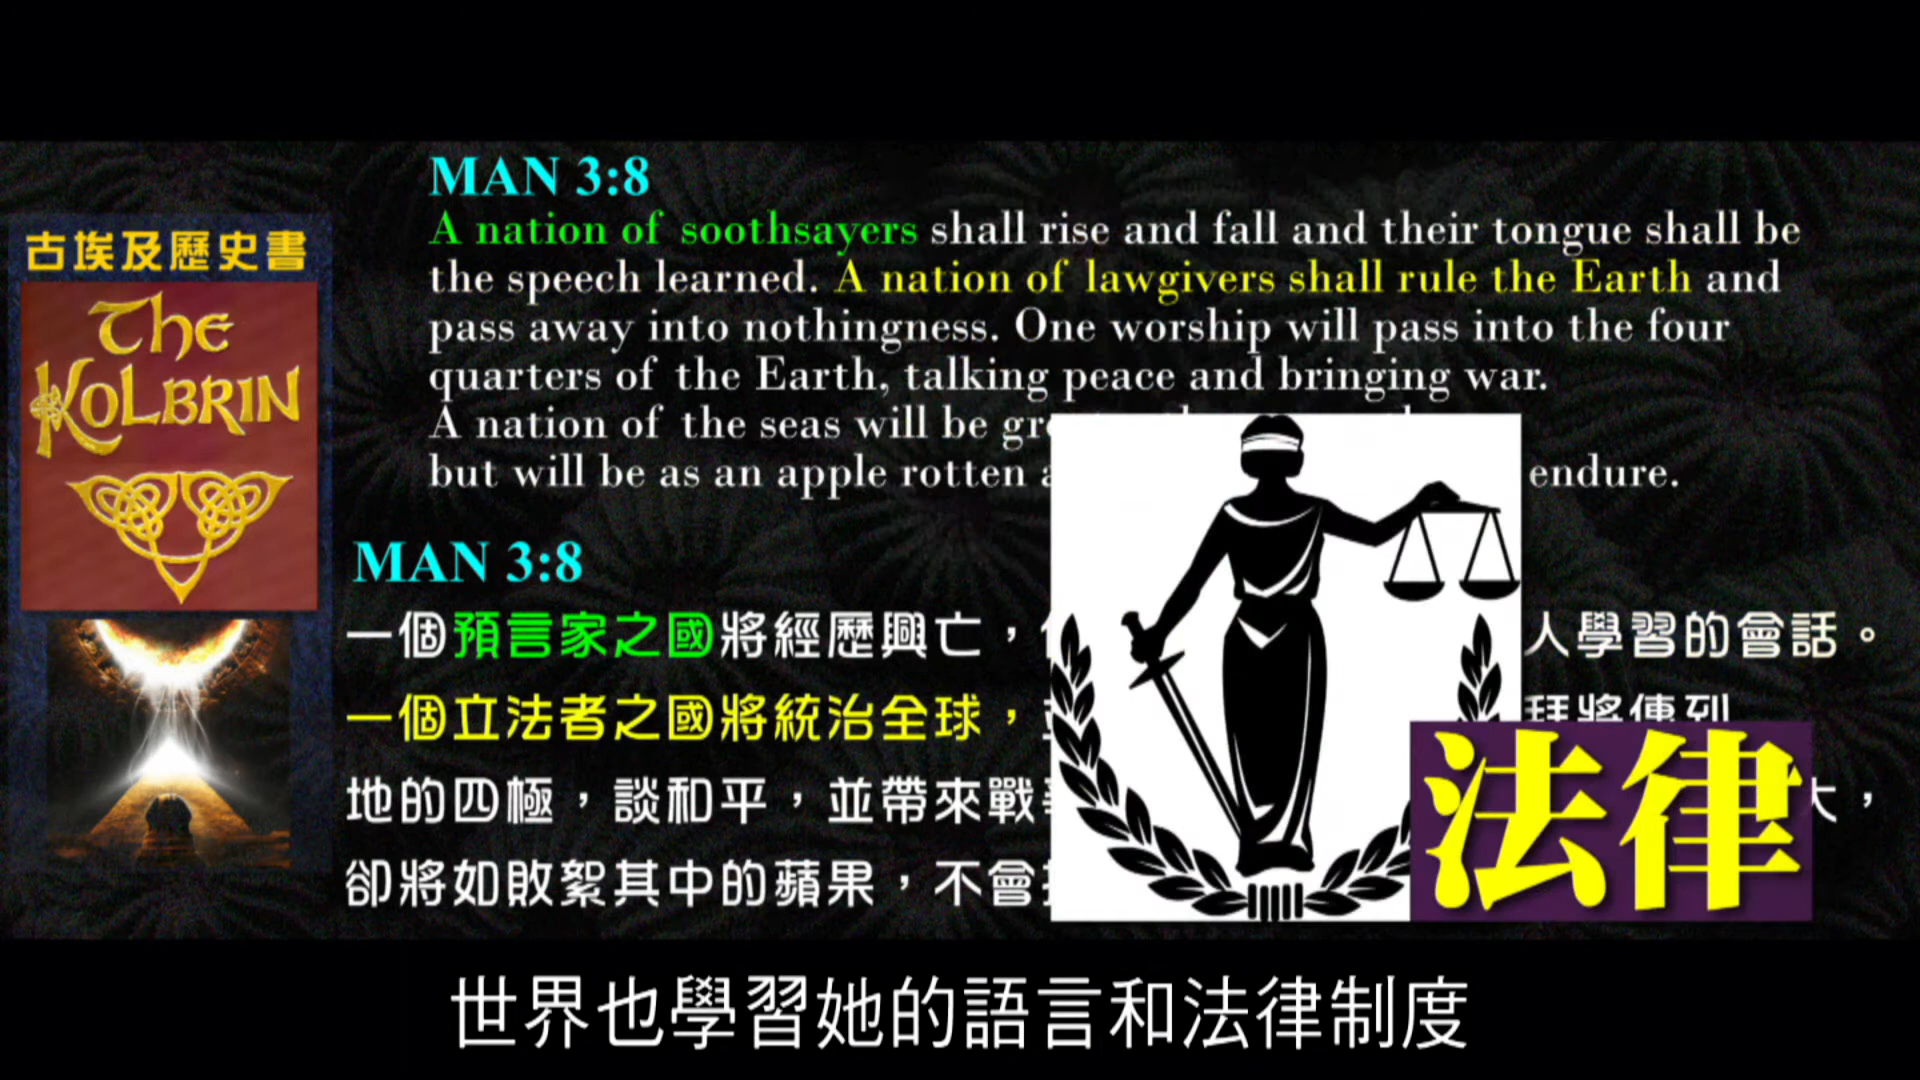 MAN 3:8
A nation of soothsayers shall rise and fall and their tongue shall be
the speech learned. A nation of lawgivers shall rule the Earth and
pass away into nothingness. One worship will pass into the four
quarters of the Earth, talking peace and bringing war.
A nation of the seas will be
but will be as an apple rotten endure.
古埃及歷史書
The
KOLBRIN
MAN 3:8
一個預言家之國將經歷興亡，人學習的會話。
一個立法者之國將統治全球，拜將傳到
地的四極，談和平，並帶來戰大，
卻將如敗絮其中的蘋果，不會
法律
世界也學習她的語言和法律制度